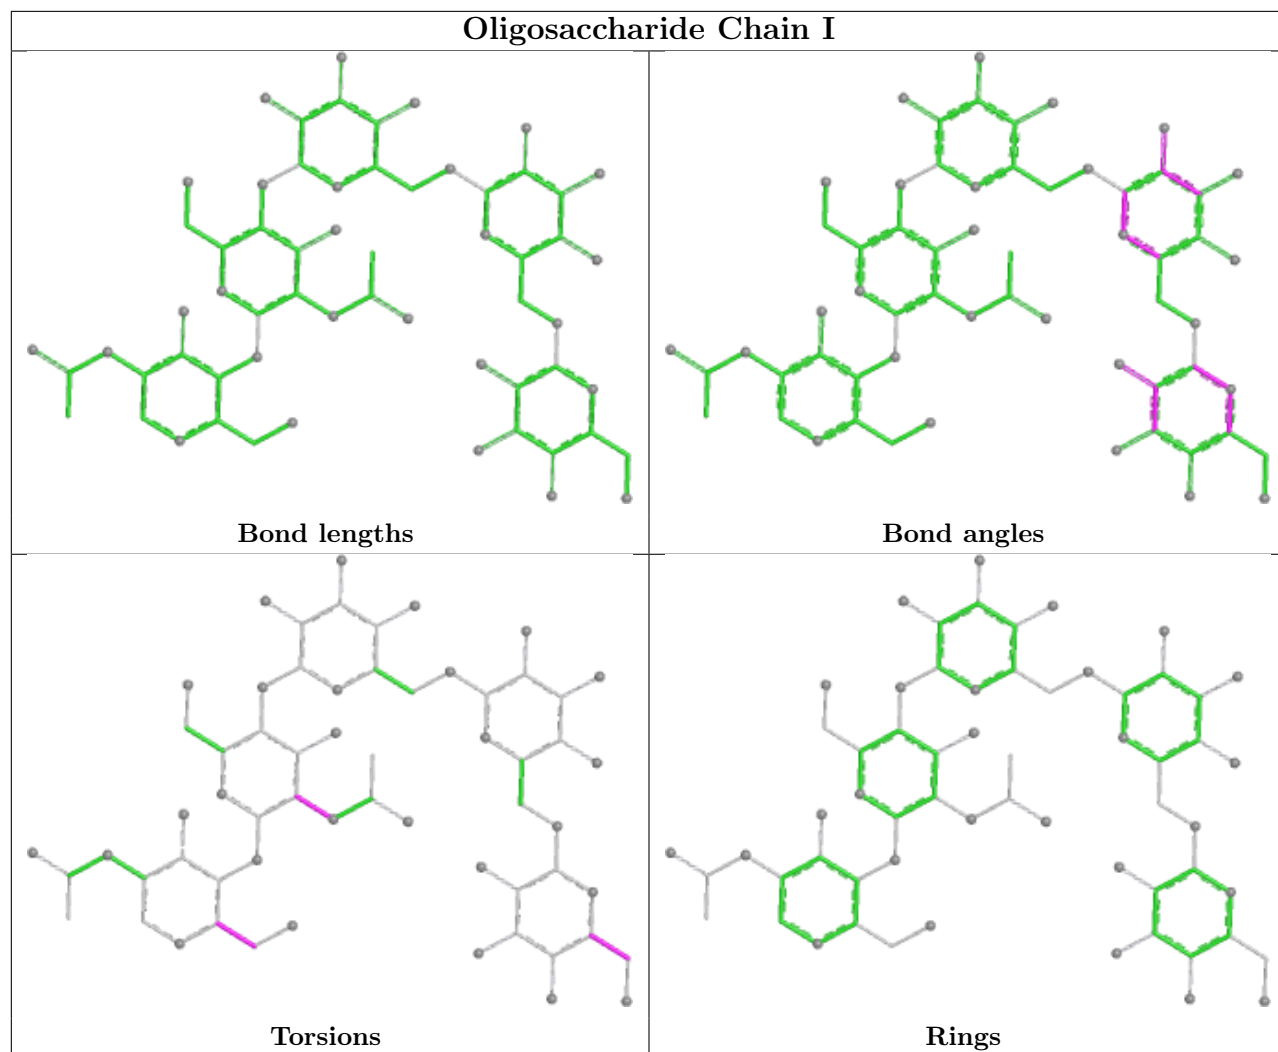 Oligosaccharide Chain I
Bond lengths
Bond angles
Torsions
Rings